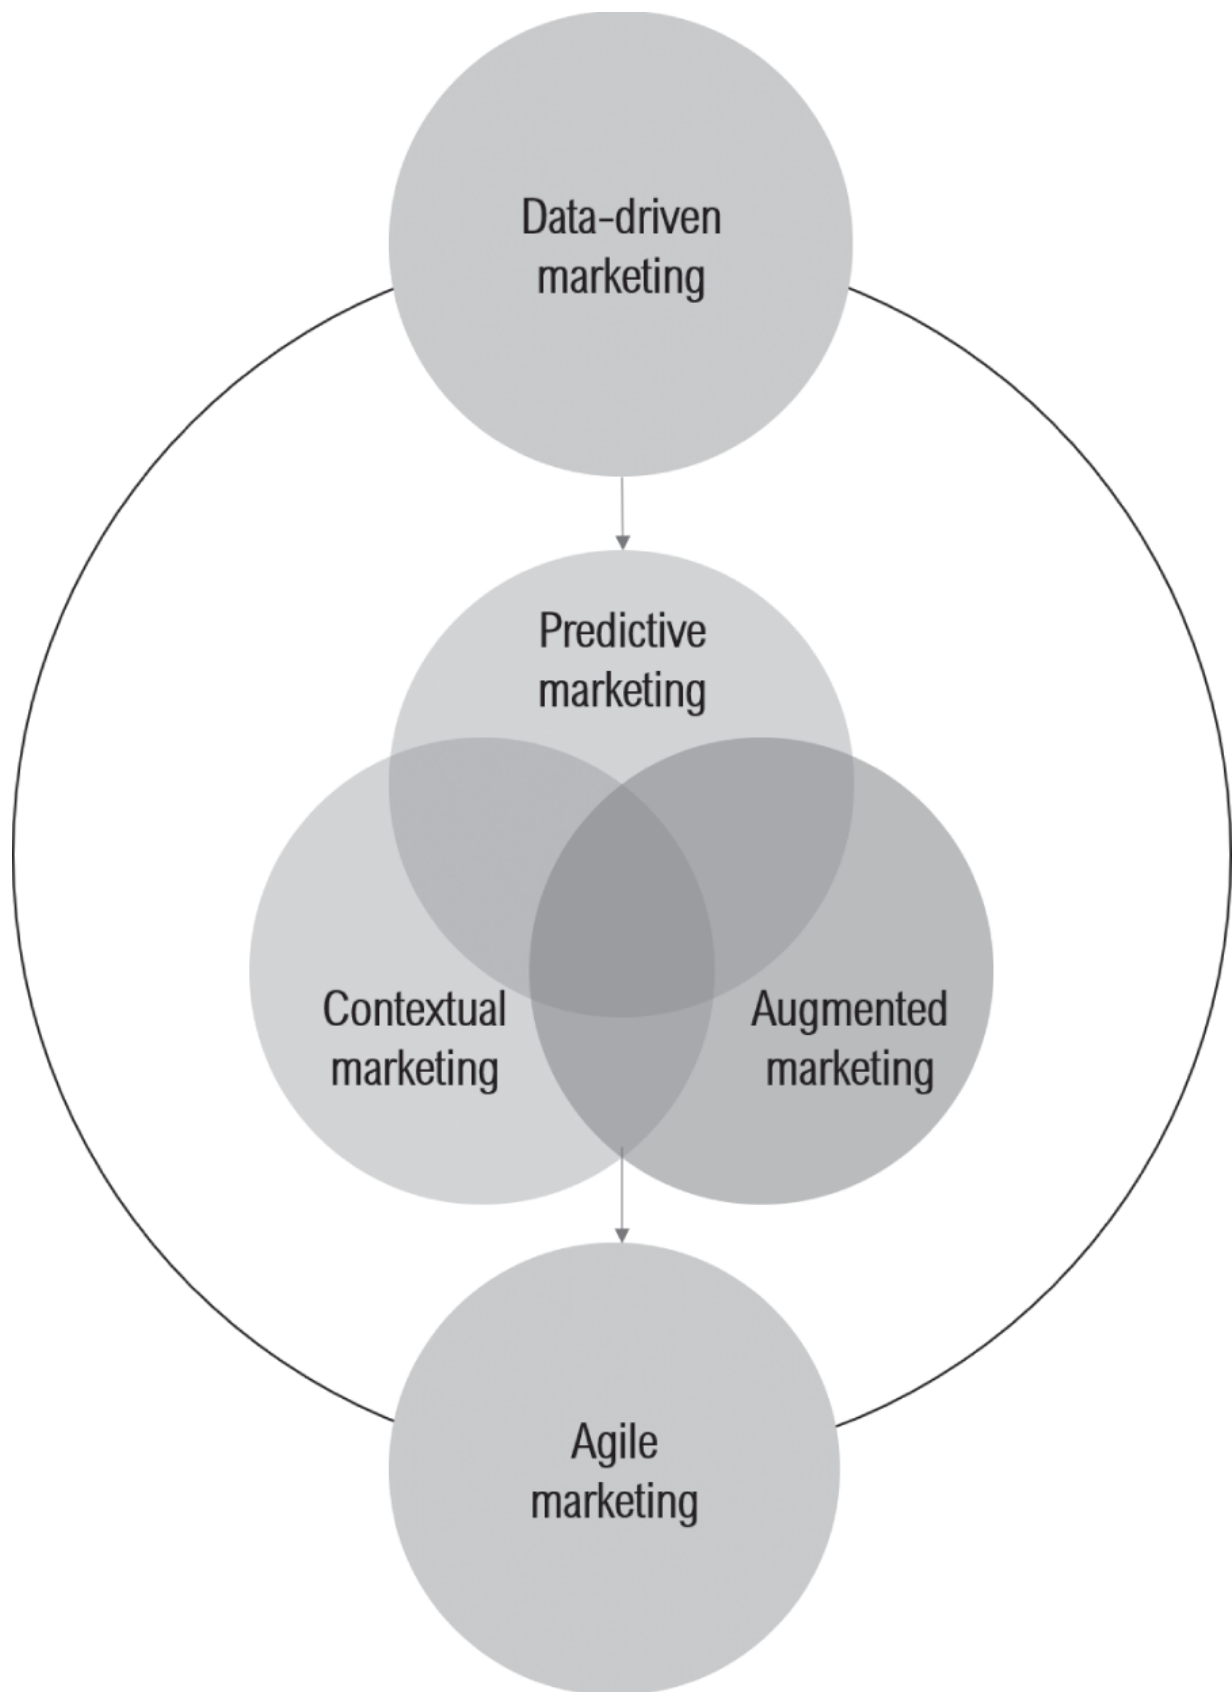 Data-driven
marketing
Predictive
marketing
Contextual
marketing
Augmented
marketing
Agile
marketing